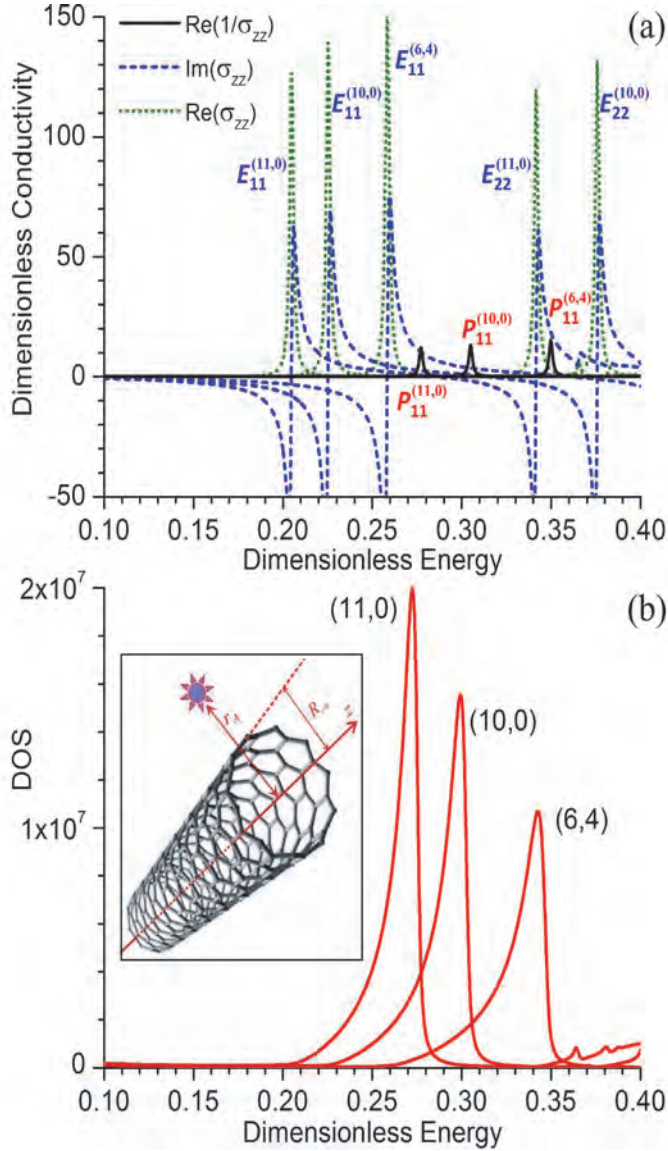 (a)
Re(1/σzz)
Im(σzz)
Re(σzz)
E11(6,4)
E11(10,0)
E22(10,0)
E11(11,0)
E22(11,0)
P11(10,0)
P11(6,4)
P11(11,0)
Dimensionless Conductivity
150
100
50
0
-50
0.10 0.15 0.20 0.25 0.30 0.35 0.40
Dimensionless Energy
(b)
2x10^7
1x10^7
0
DOS
(11,0)
(10,0)
(6,4)
0.10 0.15 0.20 0.25 0.30 0.35 0.40
Dimensionless Energy